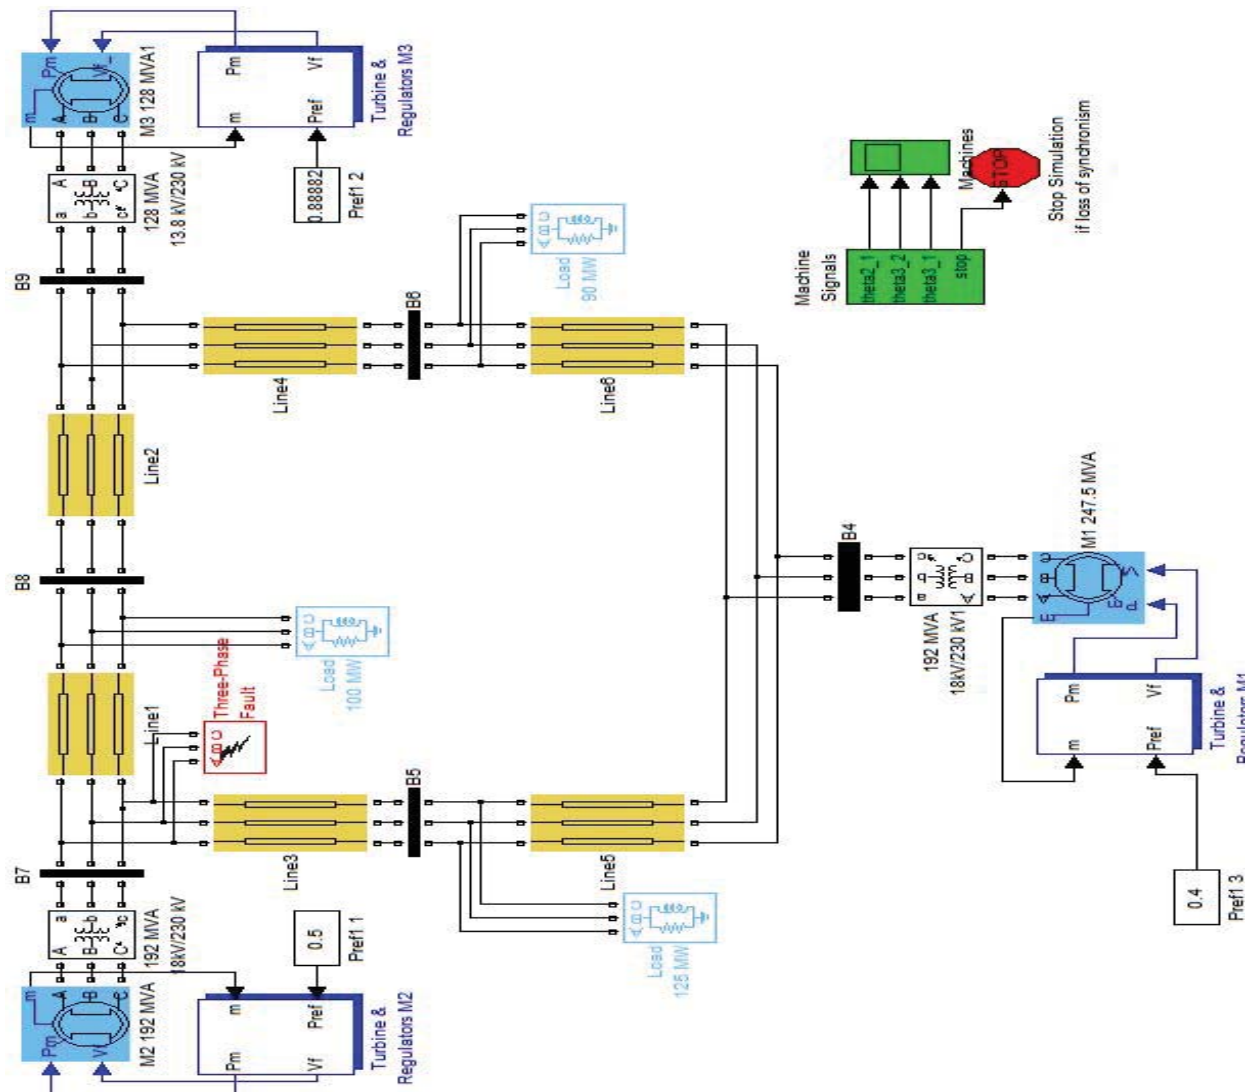 Pm
Vf_
m
A
B
C
M3 128 MVA1
Pm
Vf
m
Pref
Turbine &
Regulators M3
0.88882
Pref1 2
A
B
C
a
b
c
128 MVA
13.8 kV/230 kV
B9
Line4
B6
A B C
Load
90 MW
Line6
Line2
B8
A B C
Load
100 MW
Line1
Three-Phase
Fault
A B C
Line3
B5
Line5
A B C
Load
125 MW
B7
a
b
c
A
B
C
192 MVA
18kV/230 kV
m
A
B
C
Pm
Vf
M2 192 MVA
m
Pref
Pm
Vf
Turbine &
Regulators M2
0.5
Pref1 1
Machine
Signals
theta2_1
theta3_2
theta3_1
stop
Machines
STOP
Stop Simulation
if loss of synchronism
B4
a b c
A B C
192 MVA
18kV/230 kV1
A B C
m
M1 247.5 MVA
Pm
Vf
m
Pref
Turbine &
Regulators M1
0.4
Pref1 3